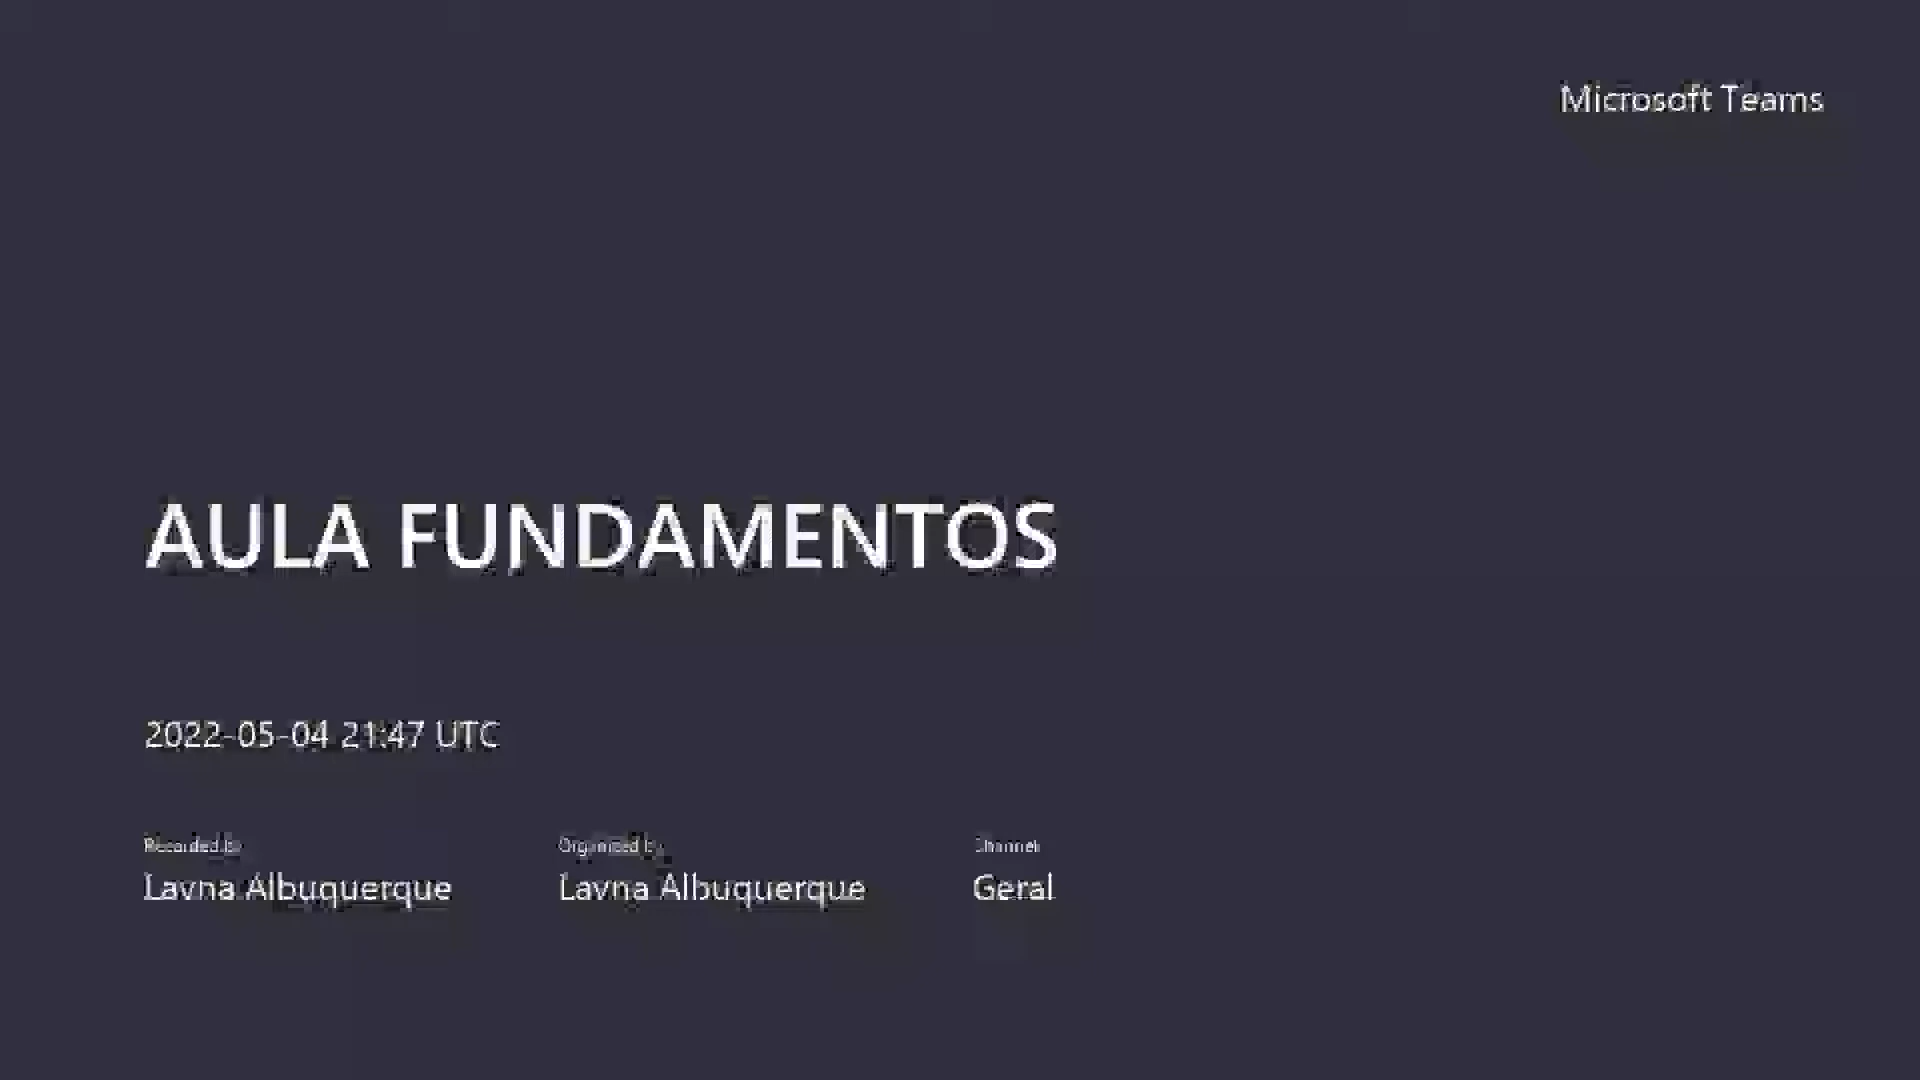 Microsoft Teams
AULA FUNDAMENTOS
2022-05-04 21:47 UTC
Recorded by
Organized by
Channel
Lavna Albuquerque
Lavna Albuquerque
Geral